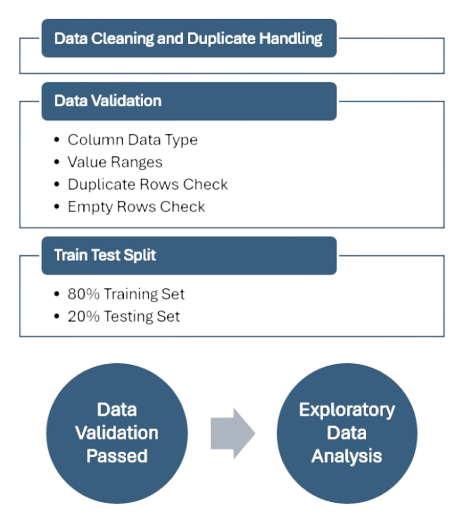 Data Cleaning and Duplicate Handling
Data Validation
• Column Data Type
• Value Ranges
• Duplicate Rows Check
• Empty Rows Check
Train Test Split
• 80% Training Set
• 20% Testing Set
Data
Validation
Passed
Exploratory
Data
Analysis